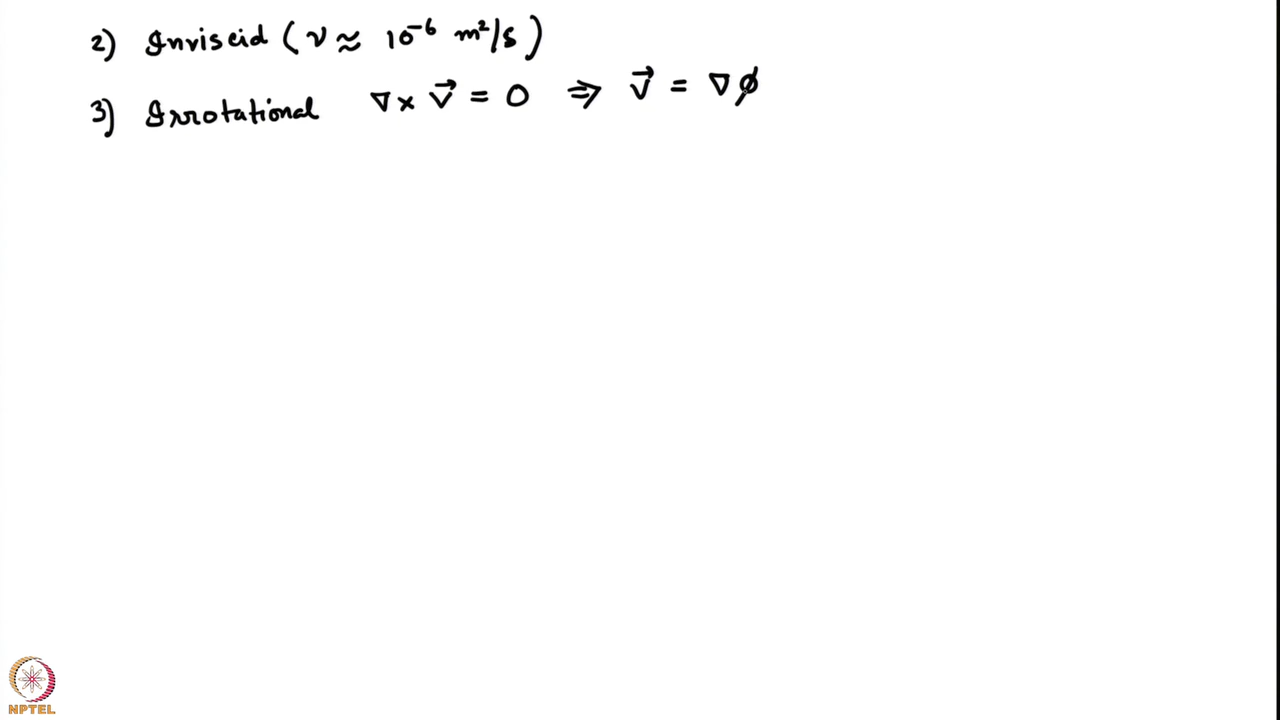 2) Inviscid ( ν ≈ 10⁻⁶ m²/s )
3) Irrotational ∇ × V⃗ = 0 ⇒ V⃗ = ∇ϕ
NPTEL